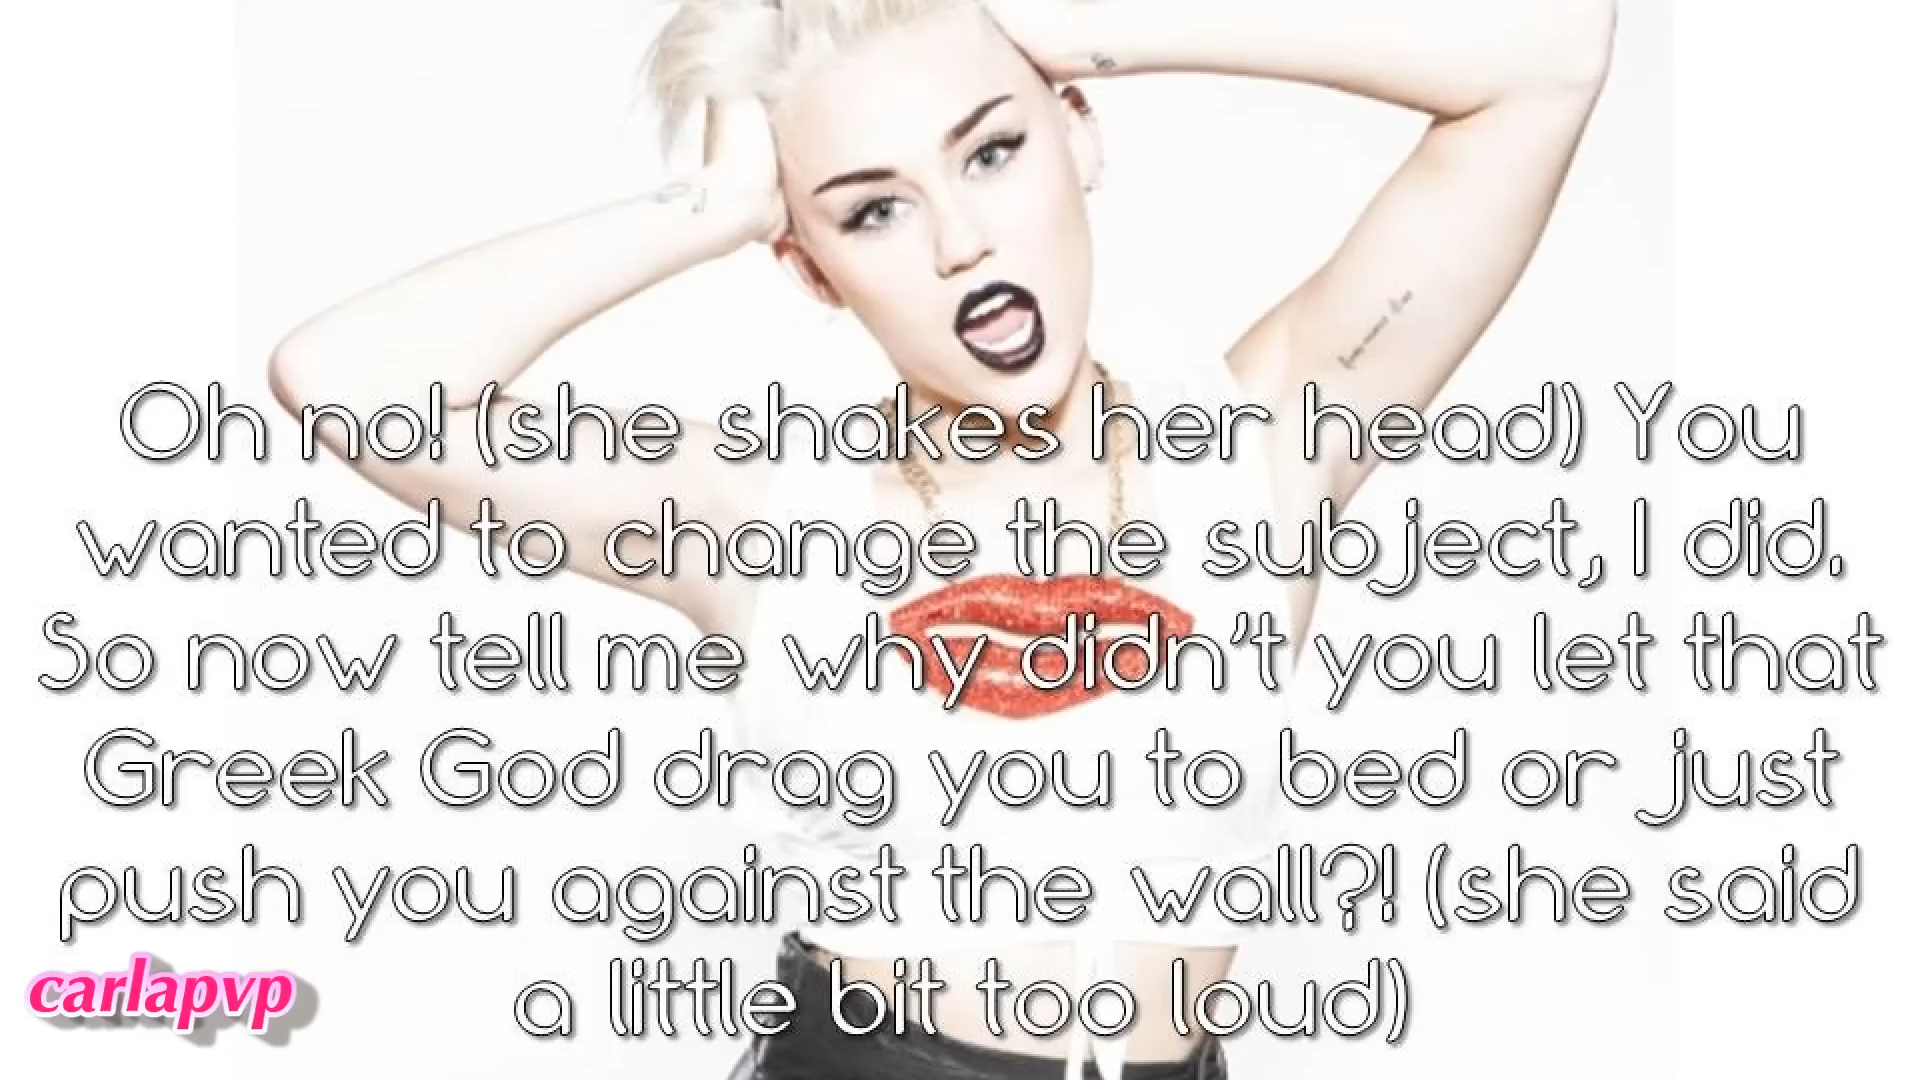 Oh no! (she shakes her head) You
wanted to change the subject, I did.
So now tell me why didn't you let that
Greek God drag you to bed or just
push you against the wall?! (she said
a little bit too loud)
carlapvp